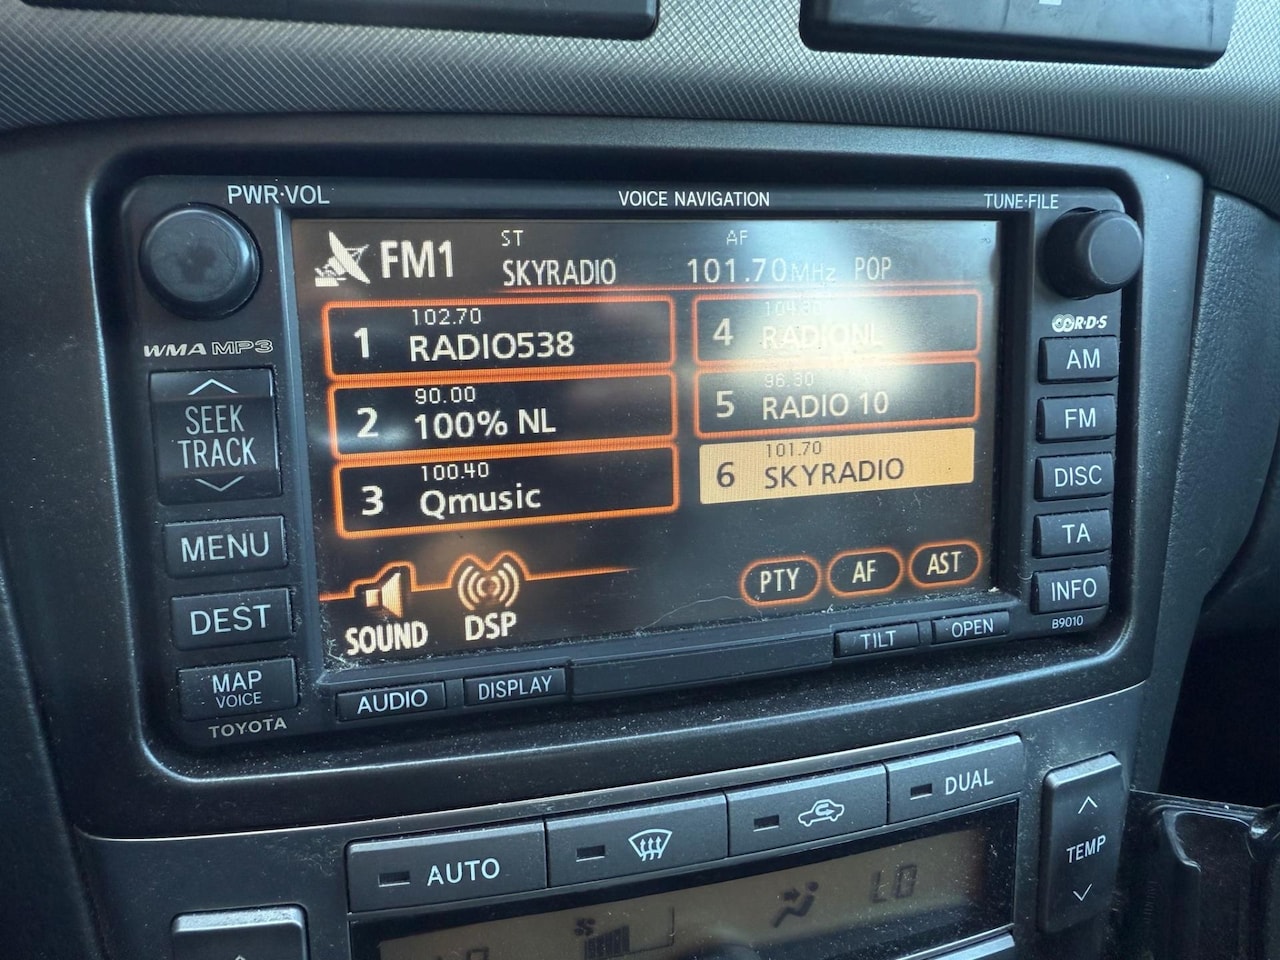 PWR·VOL
VOICE NAVIGATION
TUNE·FILE
FM1
ST
SKYRADIO
AF
101.70MHz POP
1 102.70
RADIO538
2 90.00
100% NL
3 100.40
Qmusic
4
RADIONL
5 96.80
RADIO 10
6 101.70
SKYRADIO
SOUND
DSP
PTY
AF
AST
WMA MP3
SEEK
TRACK
MENU
DEST
MAP
VOICE
TOYOTA
R·D·S
AM
FM
DISC
TA
INFO
B9010
AUDIO
DISPLAY
TILT
OPEN
AUTO
DUAL
TEMP
LO